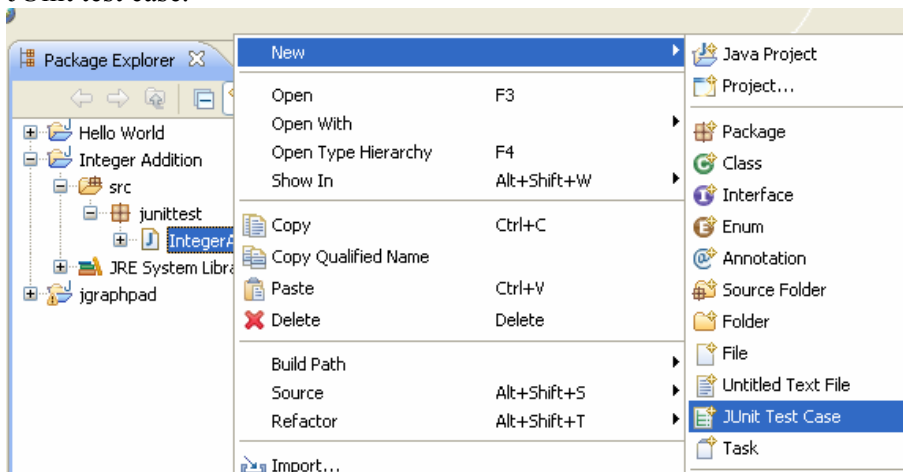 JUnit test case.
Package Explorer
Hello World
Integer Addition
src
junittest
IntegerA
JRE System Libra
jgraphpad
New
Open F3
Open With
Open Type Hierarchy F4
Show In Alt+Shift+W
Copy Ctrl+C
Copy Qualified Name
Paste Ctrl+V
Delete Delete
Build Path
Source Alt+Shift+S
Refactor Alt+Shift+T
Import...
Java Project
Project...
Package
Class
Interface
Enum
Annotation
Source Folder
Folder
File
Untitled Text File
JUnit Test Case
Task